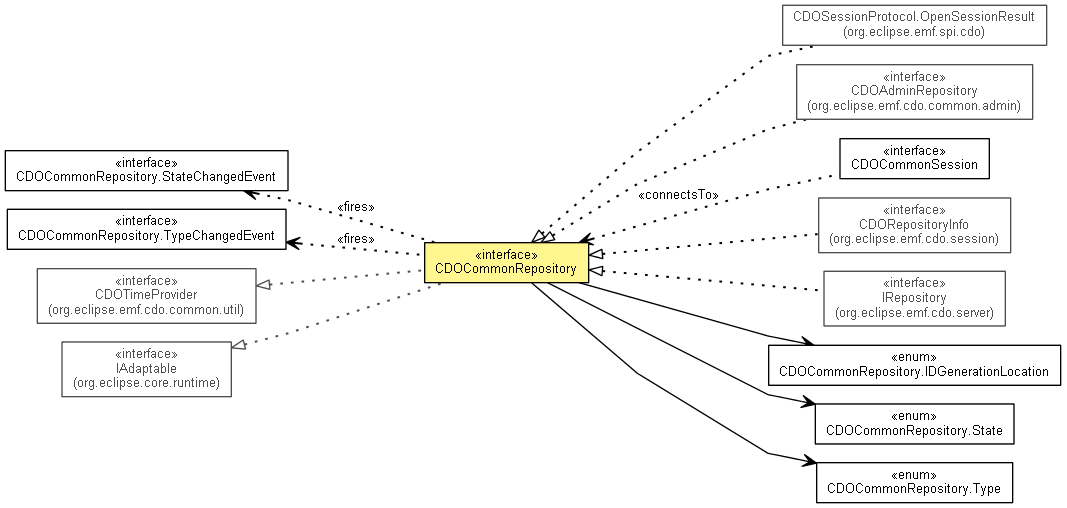 CDOSessionProtocol.OpenSessionResult
(org.eclipse.emf.spi.cdo)
«interface»
CDOAdminRepository
(org.eclipse.emf.cdo.common.admin)
«interface»
CDOCommonSession
«interface»
CDOCommonRepository.StateChangedEvent
«connectsTo»
«fires»
«interface»
CDOCommonRepository.TypeChangedEvent
«fires»
«interface»
CDORepositoryInfo
(org.eclipse.emf.cdo.session)
«interface»
CDOCommonRepository
«interface»
CDOTimeProvider
(org.eclipse.emf.cdo.common.util)
«interface»
IRepository
(org.eclipse.emf.cdo.server)
«interface»
IAdaptable
(org.eclipse.core.runtime)
«enum»
CDOCommonRepository.IDGenerationLocation
«enum»
CDOCommonRepository.State
«enum»
CDOCommonRepository.Type